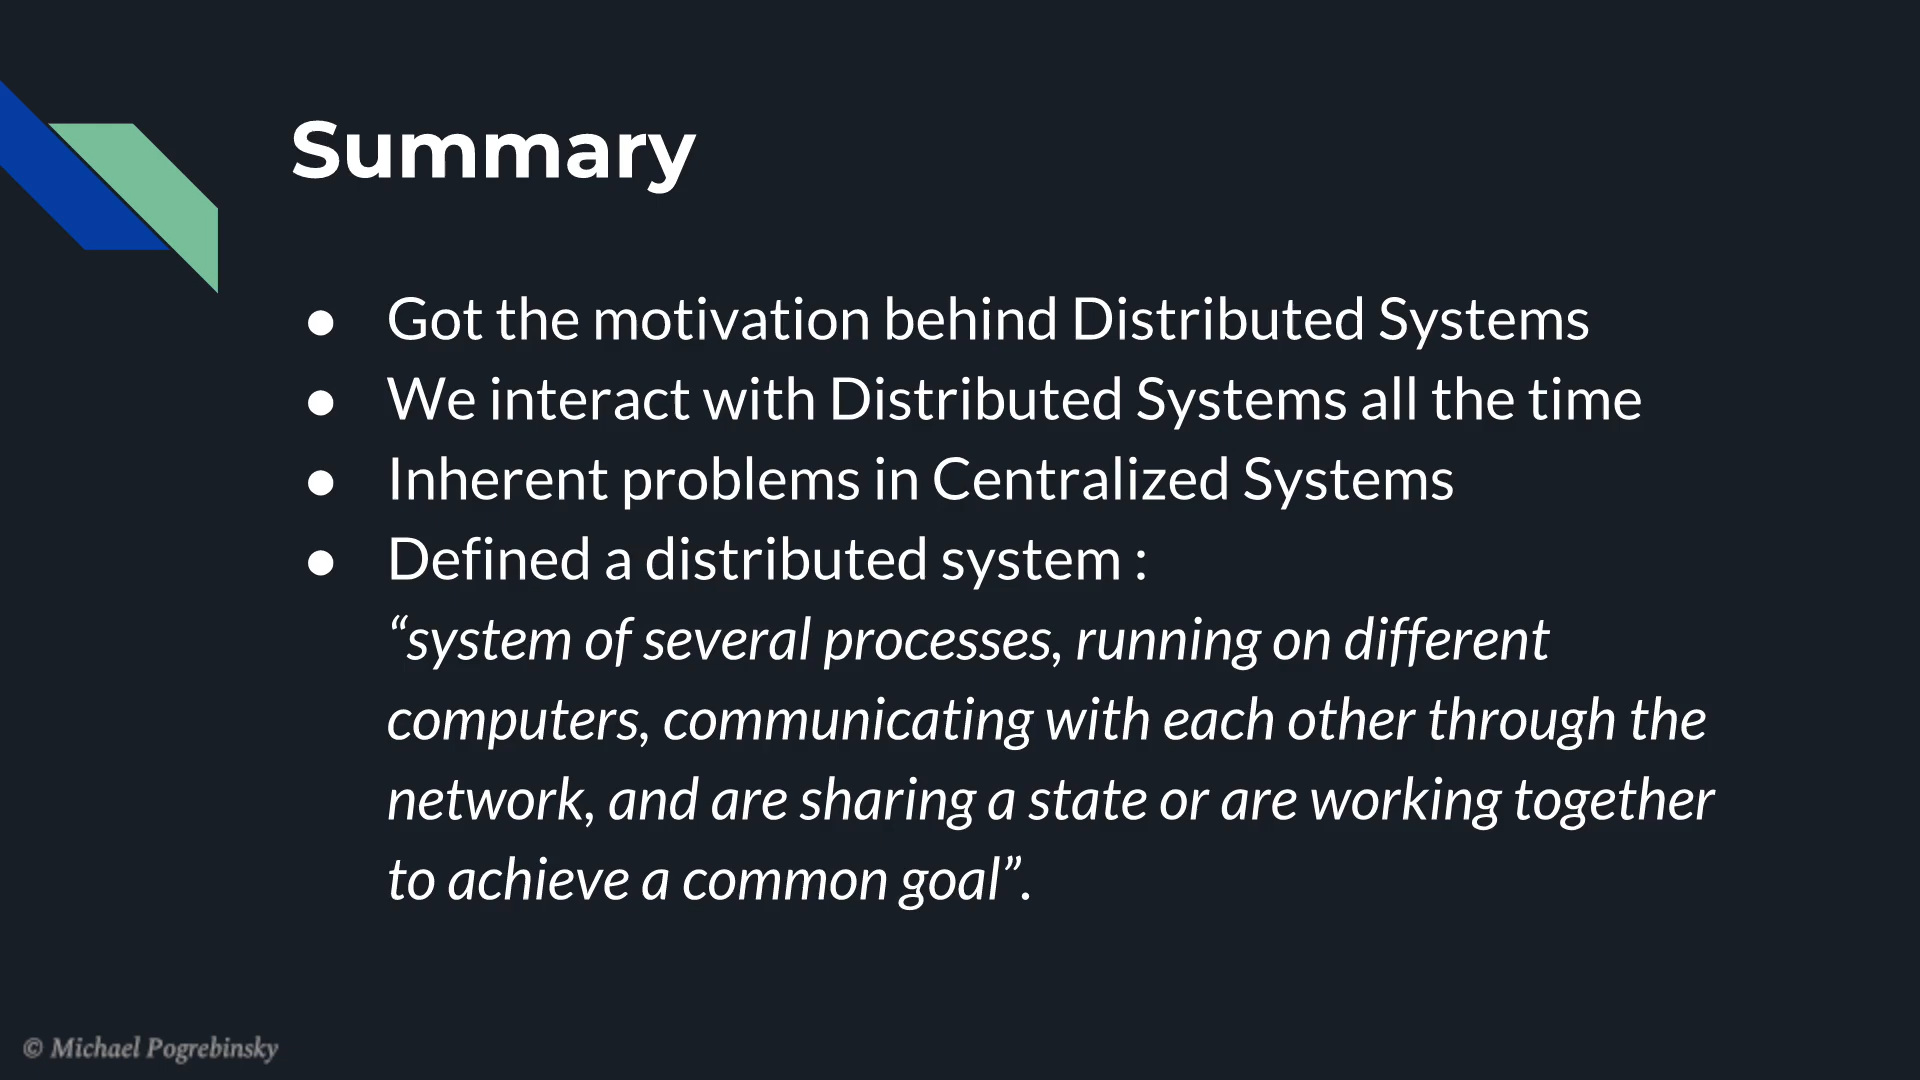 Summary
● Got the motivation behind Distributed Systems
● We interact with Distributed Systems all the time
● Inherent problems in Centralized Systems
● Defined a distributed system :
“system of several processes, running on different
computers, communicating with each other through the
network, and are sharing a state or are working together
to achieve a common goal”.
© Michael Pogrebinsky